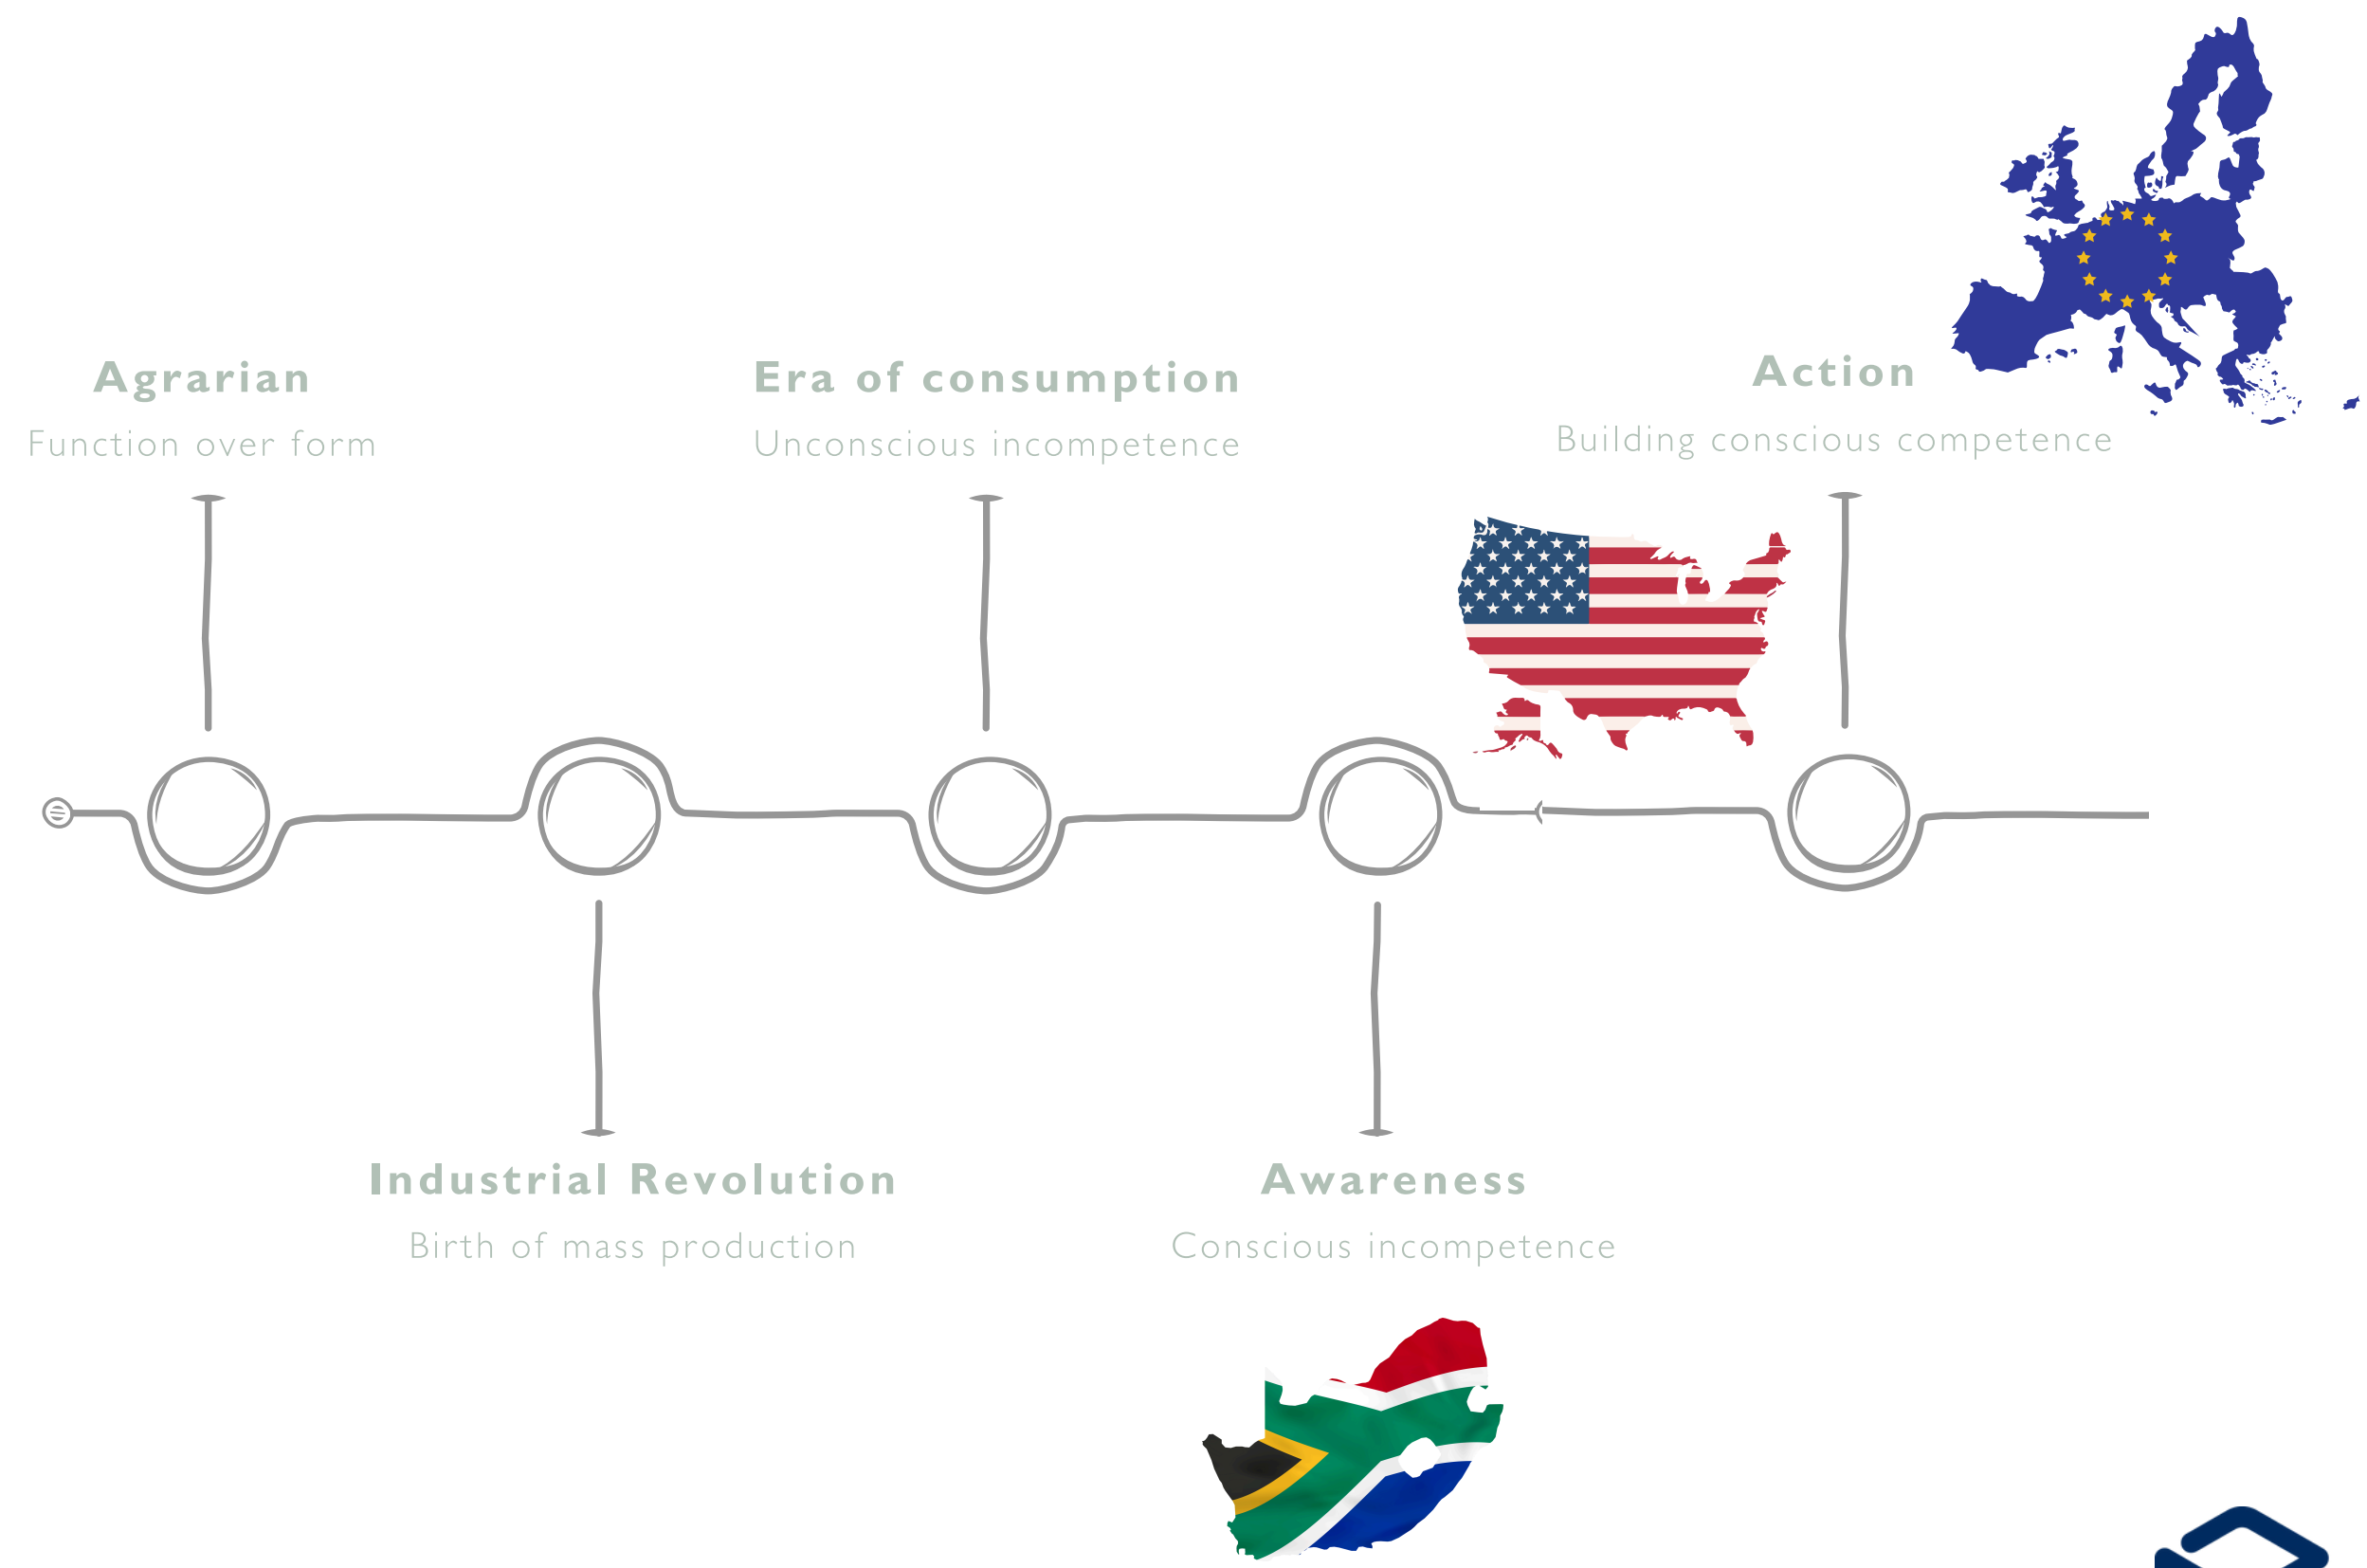 Agrarian
Function over form
Era of consumption
Unconscious incompetence
Action
Building conscious competence
Industrial Revolution
Birth of mass production
Awareness
Conscious incompetence